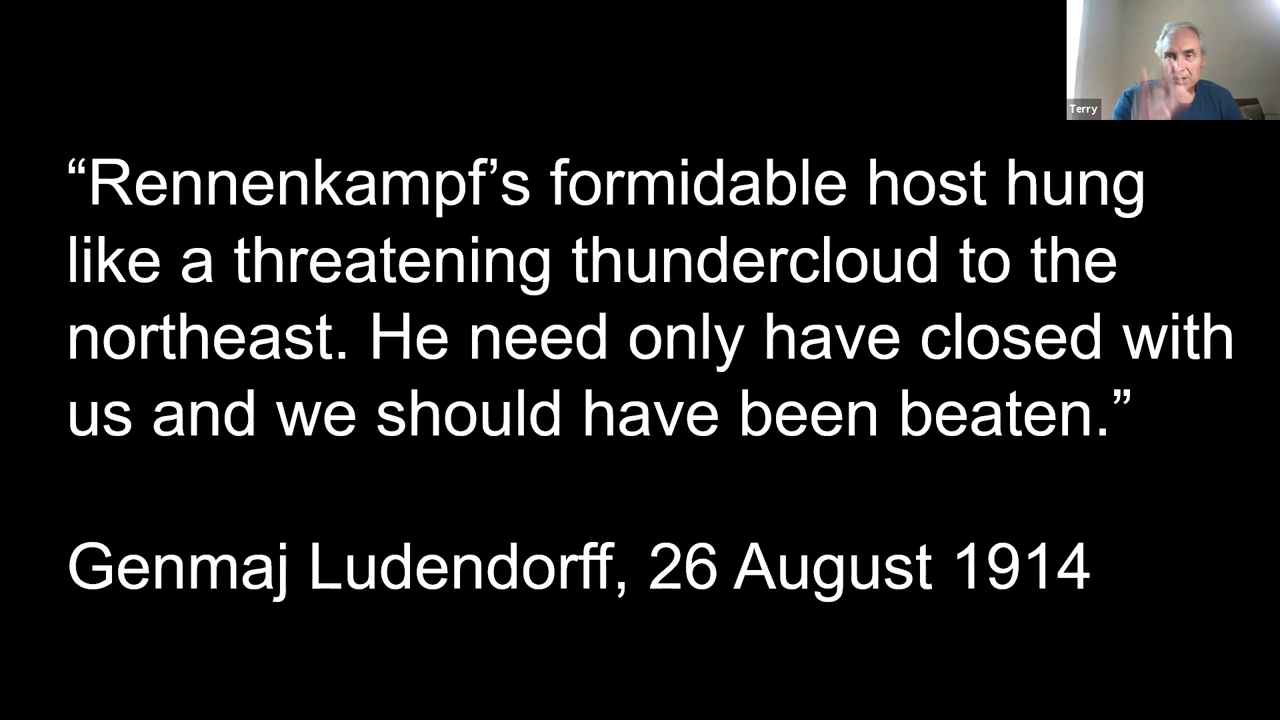 Terry
“Rennenkampf’s formidable host hung
like a threatening thundercloud to the
northeast. He need only have closed with
us and we should have been beaten.”
Genmaj Ludendorff, 26 August 1914